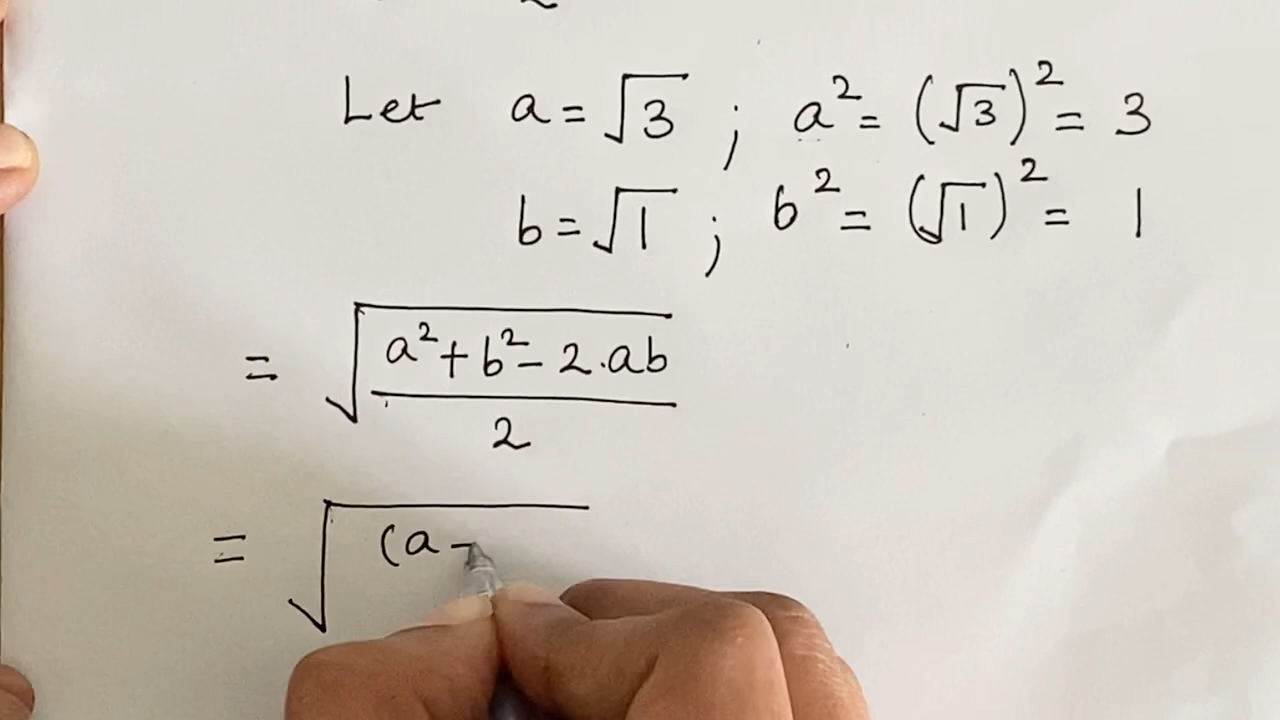 Let a = √3 ; a² = (√3)² = 3
b = √1 ; b² = (√1)² = 1
= √((a² + b² - 2·ab)/2)
= √(a -